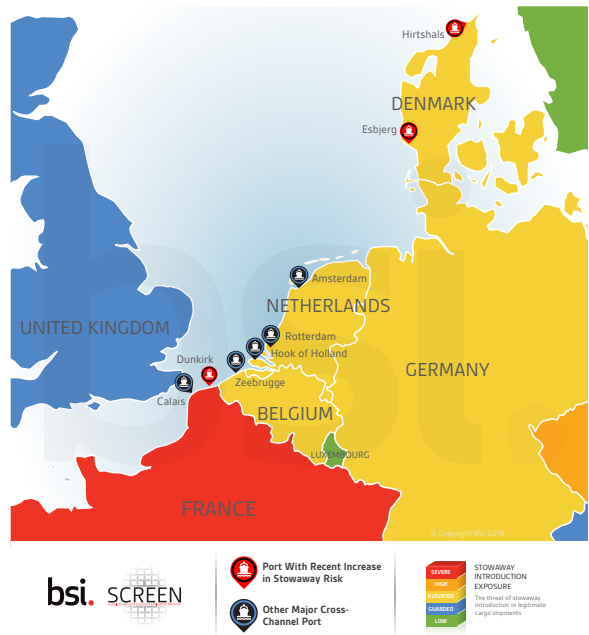 Hirtshals
DENMARK
Esbjerg
Amsterdam
NETHERLANDS
UNITED KINGDOM
Rotterdam
Hook of Holland
Dunkirk
GERMANY
Zeebrugge
Calais
BELGIUM
LUXEMBOURG
FRANCE
© Copyright BSI 2016
bsi.
SCREEN
Port With Recent Increase
in Stowaway Risk
Other Major Cross-
Channel Port
SEVERE
HIGH
ELEVATED
GUARDED
LOW
STOWAWAY
INTRODUCTION
EXPOSURE
The threat of stowaway
introduction in legitimate
cargo shipments